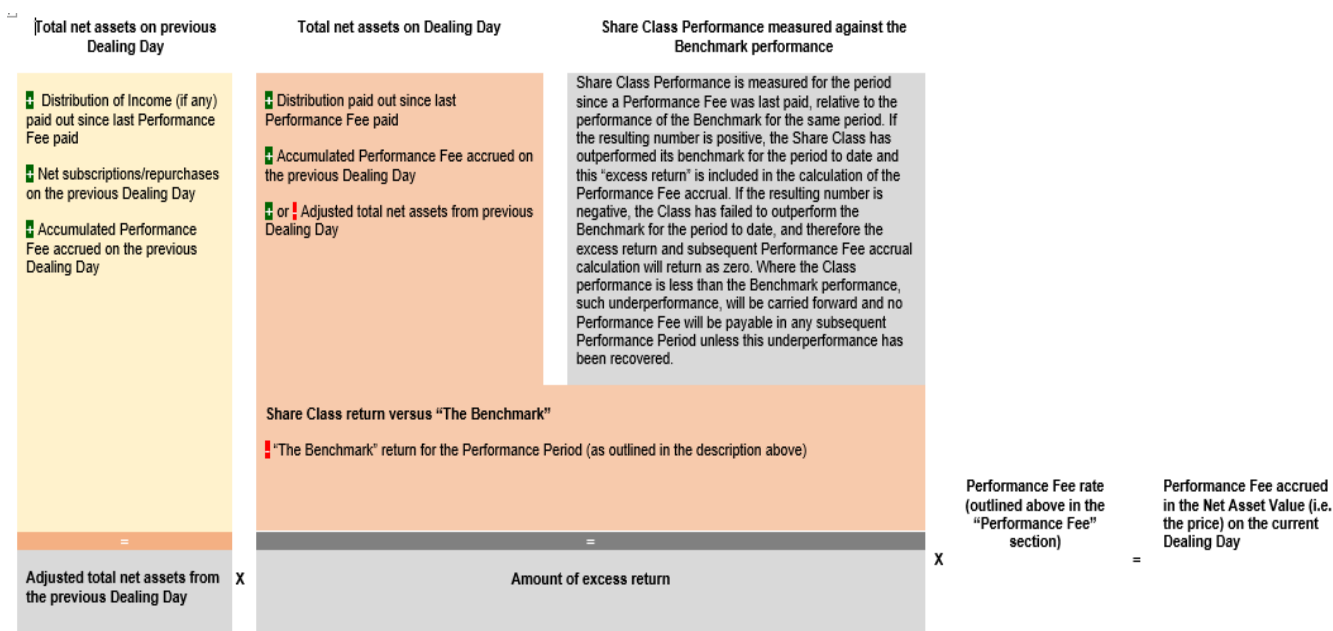 Total net assets on previous
Dealing Day
Total net assets on Dealing Day
Share Class Performance measured against the
Benchmark performance
+ Distribution of Income (if any)
paid out since last Performance
Fee paid
+ Net subscriptions/repurchases
on the previous Dealing Day
+ Accumulated Performance
Fee accrued on the previous
Dealing Day
+ Distribution paid out since last
Performance Fee paid
+ Accumulated Performance Fee accrued on
the previous Dealing Day
+ or ! Adjusted total net assets from previous
Dealing Day
Share Class Performance is measured for the period
since a Performance Fee was last paid, relative to the
performance of the Benchmark for the same period. If
the resulting number is positive, the Share Class has
outperformed its benchmark for the period to date and
this “excess return” is included in the calculation of the
Performance Fee accrual. If the resulting number is
negative, the Class has failed to outperform the
Benchmark for the period to date, and therefore the
excess return and subsequent Performance Fee accrual
calculation will return as zero. Where the Class
performance is less than the Benchmark performance,
such underperformance, will be carried forward and no
Performance Fee will be payable in any subsequent
Performance Period unless this underperformance has
been recovered.
Share Class return versus “The Benchmark”
! “The Benchmark” return for the Performance Period (as outlined in the description above)
=
=
Adjusted total net assets from
the previous Dealing Day
X
Amount of excess return
X
Performance Fee rate
(outlined above in the
“Performance Fee”
section)
=
Performance Fee accrued
in the Net Asset Value (i.e.
the price) on the current
Dealing Day